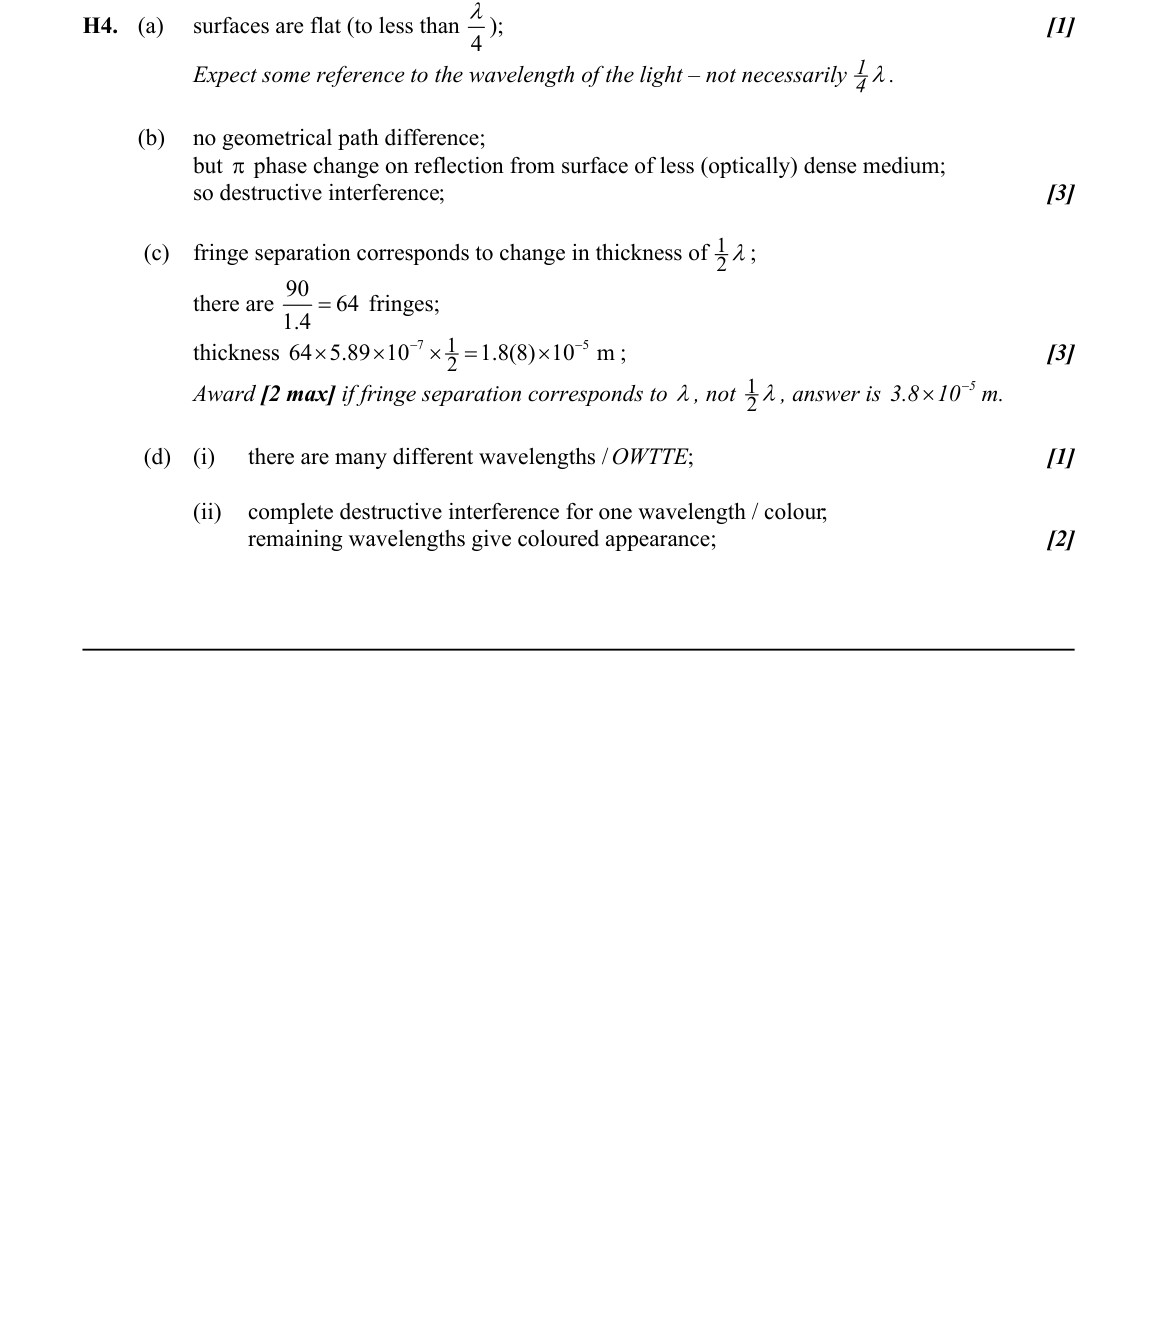 H4. (a) surfaces are flat (to less than λ/4); [1]
Expect some reference to the wavelength of the light – not necessarily 1/4 λ.
(b) no geometrical path difference;
but π phase change on reflection from surface of less (optically) dense medium;
so destructive interference; [3]
(c) fringe separation corresponds to change in thickness of 1/2 λ;
there are 90/1.4 = 64 fringes;
thickness 64×5.89×10⁻⁷ × 1/2 = 1.8(8)×10⁻⁵ m; [3]
Award [2 max] if fringe separation corresponds to λ, not 1/2 λ, answer is 3.8×10⁻⁵ m.
(d) (i) there are many different wavelengths / OWTTE; [1]
(ii) complete destructive interference for one wavelength / colour;
remaining wavelengths give coloured appearance; [2]